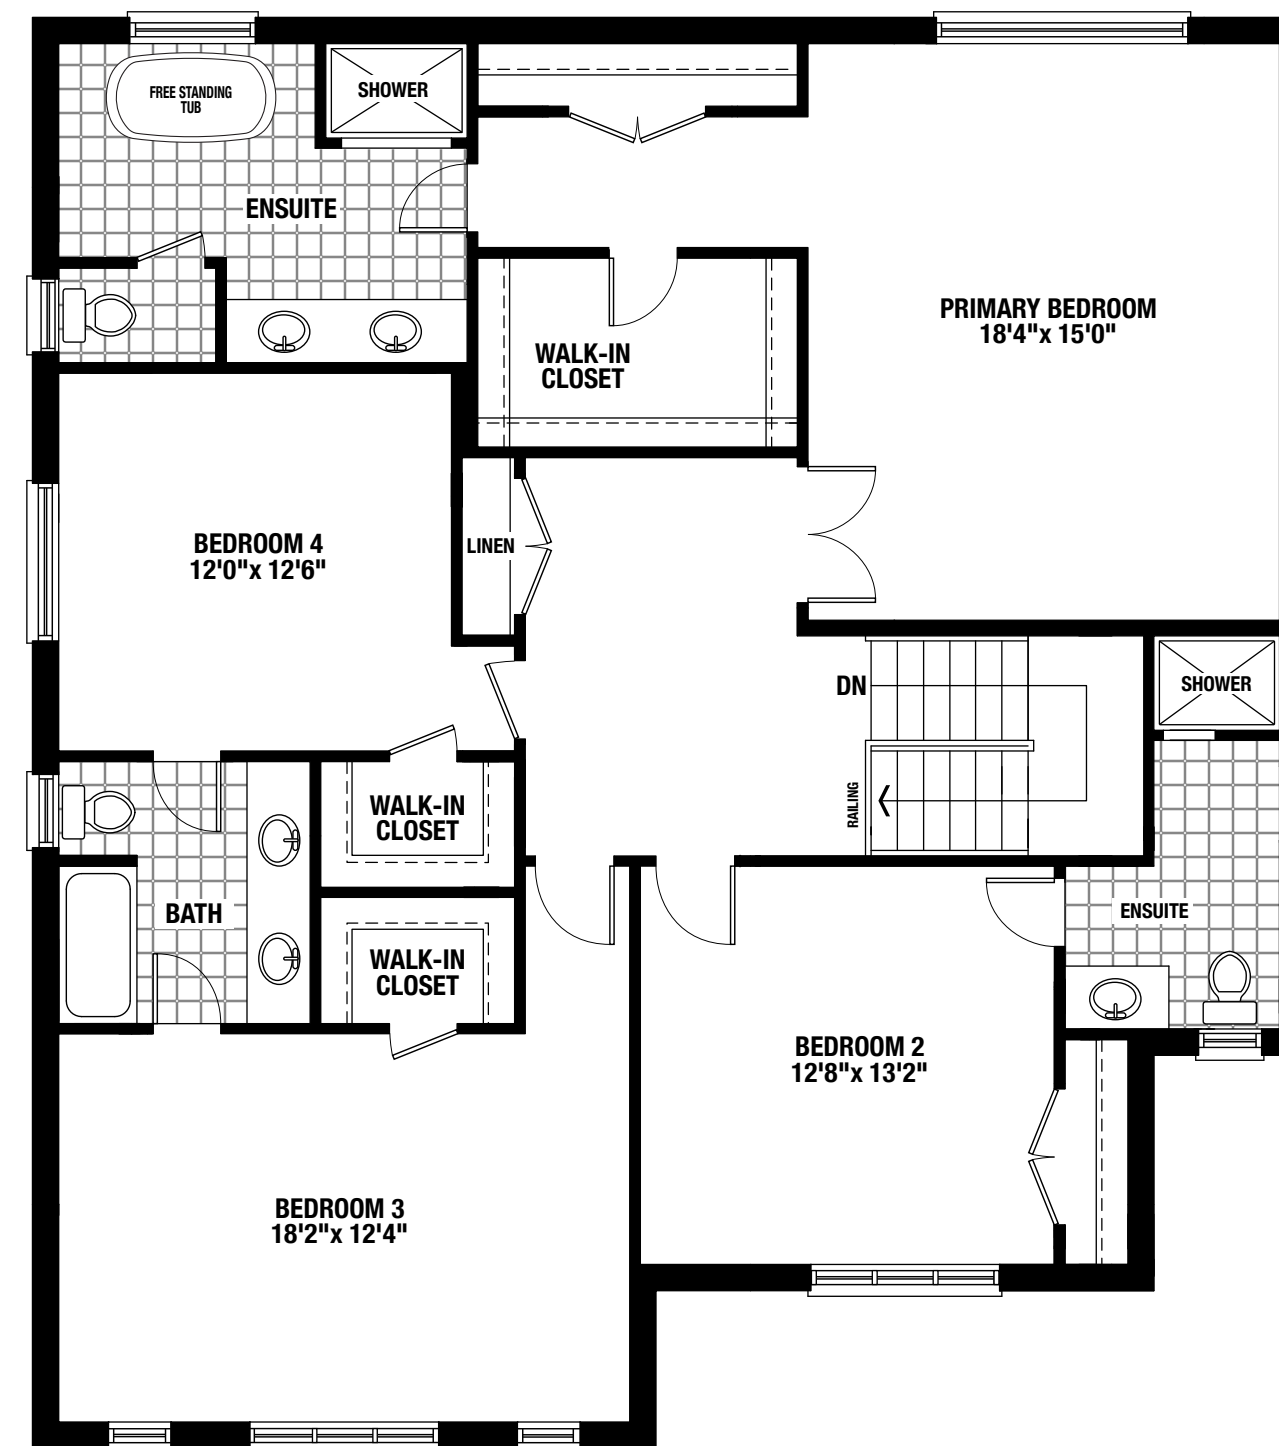 FREE STANDING
TUB
SHOWER
ENSUITE
PRIMARY BEDROOM
18'4"x 15'0"
WALK-IN
CLOSET
BEDROOM 4
12'0"x 12'6"
LINEN
DN
SHOWER
RAILING
WALK-IN
CLOSET
BATH
ENSUITE
WALK-IN
CLOSET
BEDROOM 2
12'8"x 13'2"
BEDROOM 3
18'2"x 12'4"